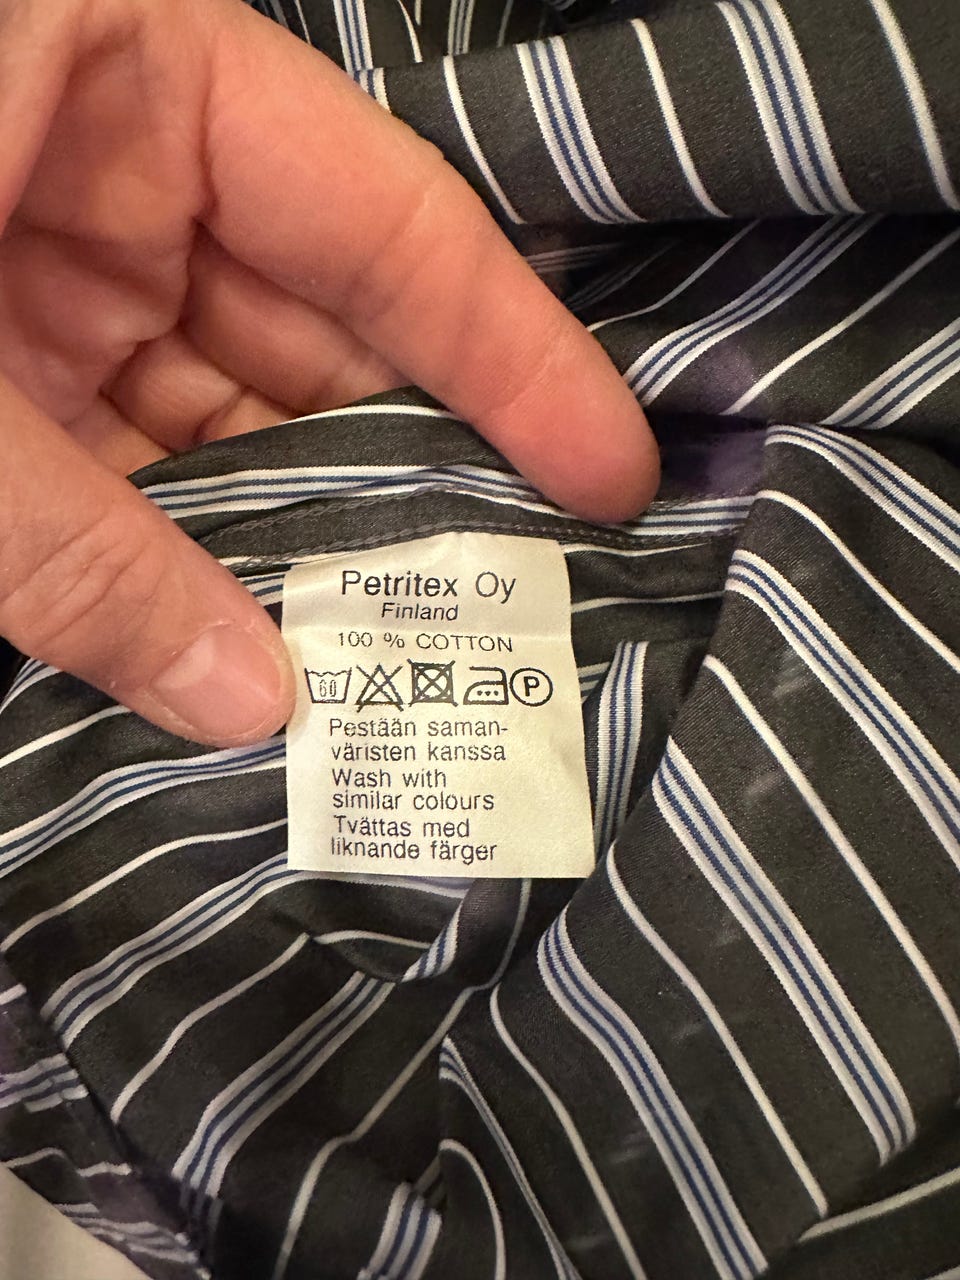 Petritex Oy
Finland
100 % COTTON
60 P
Pestään saman-
väristen kanssa
Wash with
similar colours
Tvättas med
liknande färger